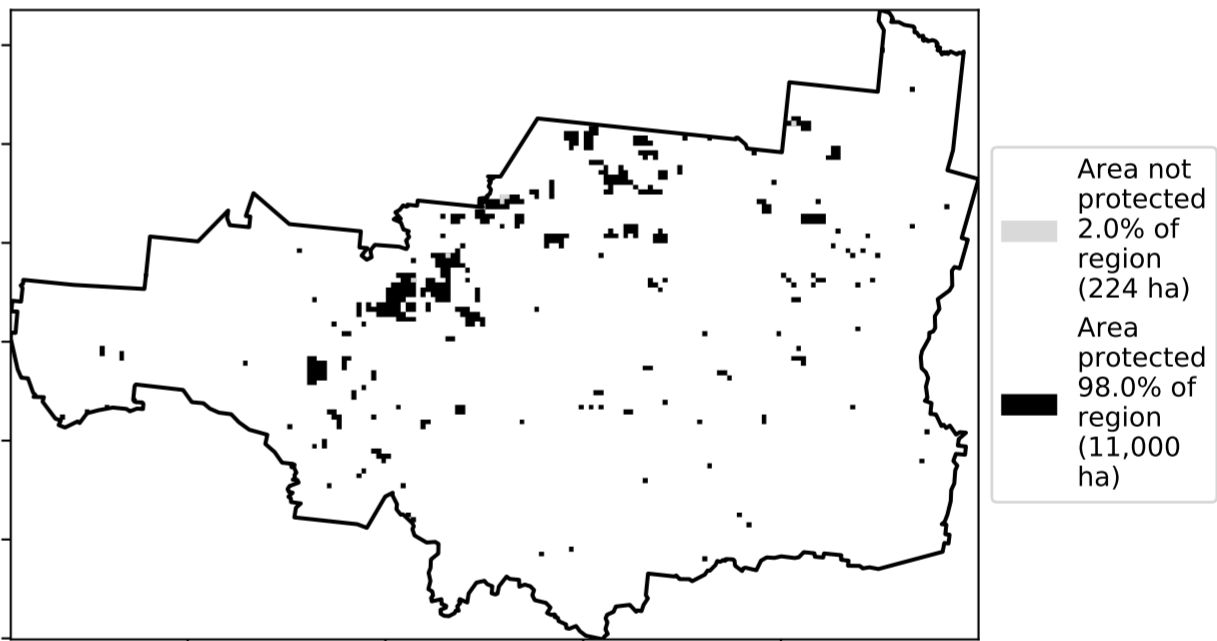 Area not
protected
2.0% of
region
(224 ha)
Area
protected
98.0% of
region
(11,000
ha)